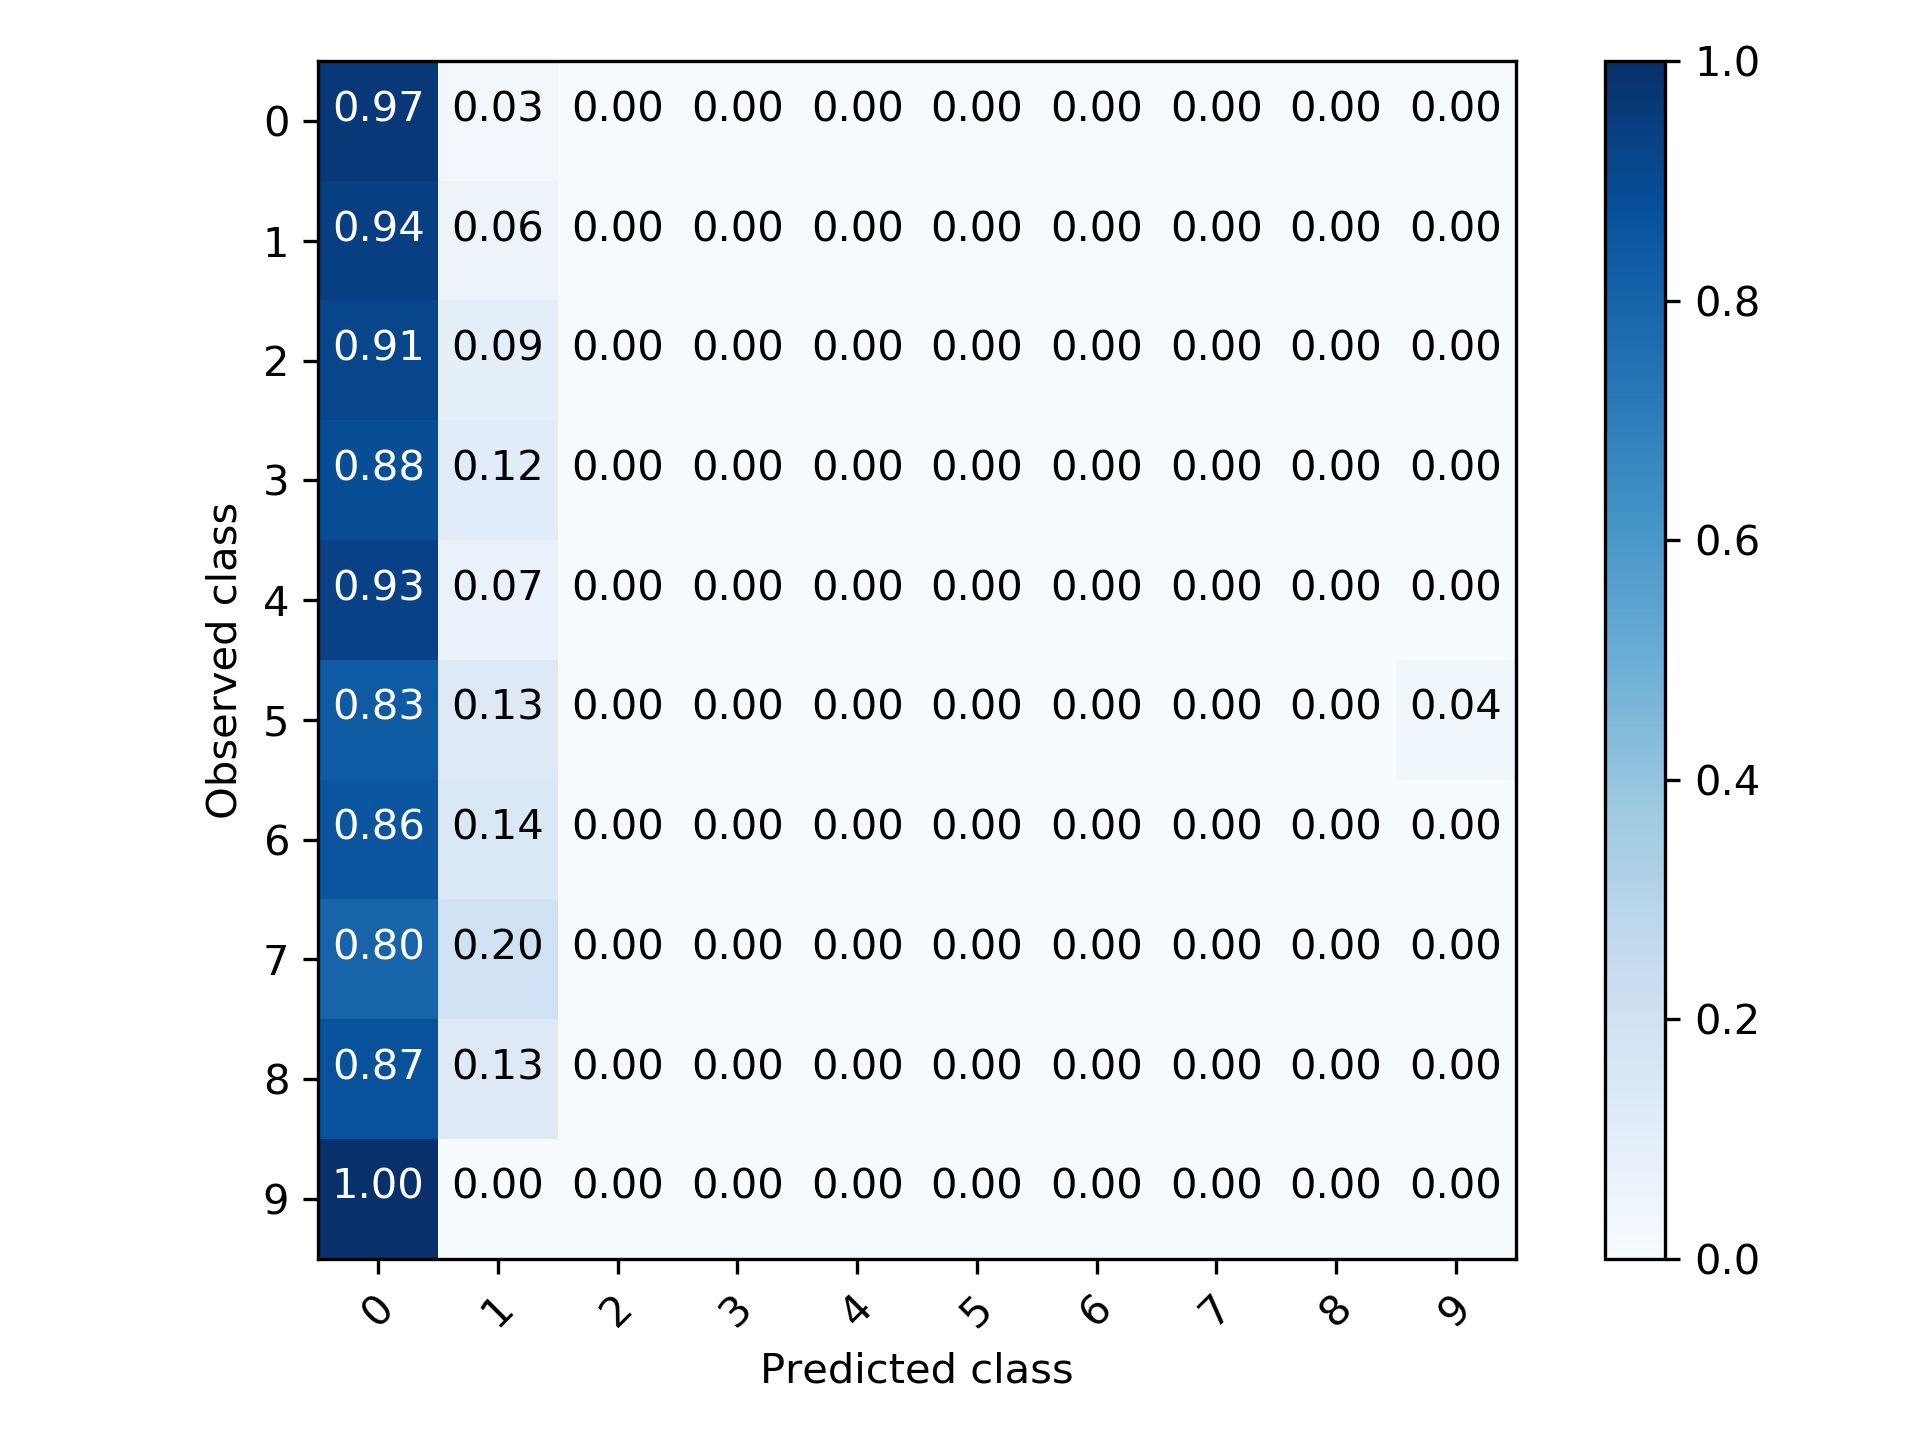 0 0.97 0.03 0.00 0.00 0.00 0.00 0.00 0.00 0.00 0.00
1 0.94 0.06 0.00 0.00 0.00 0.00 0.00 0.00 0.00 0.00
2 0.91 0.09 0.00 0.00 0.00 0.00 0.00 0.00 0.00 0.00
3 0.88 0.12 0.00 0.00 0.00 0.00 0.00 0.00 0.00 0.00
4 0.93 0.07 0.00 0.00 0.00 0.00 0.00 0.00 0.00 0.00
5 0.83 0.13 0.00 0.00 0.00 0.00 0.00 0.00 0.00 0.04
6 0.86 0.14 0.00 0.00 0.00 0.00 0.00 0.00 0.00 0.00
7 0.80 0.20 0.00 0.00 0.00 0.00 0.00 0.00 0.00 0.00
8 0.87 0.13 0.00 0.00 0.00 0.00 0.00 0.00 0.00 0.00
9 1.00 0.00 0.00 0.00 0.00 0.00 0.00 0.00 0.00 0.00
0 1 2 3 4 5 6 7 8 9
Predicted class
Observed class
1.0
0.8
0.6
0.4
0.2
0.0